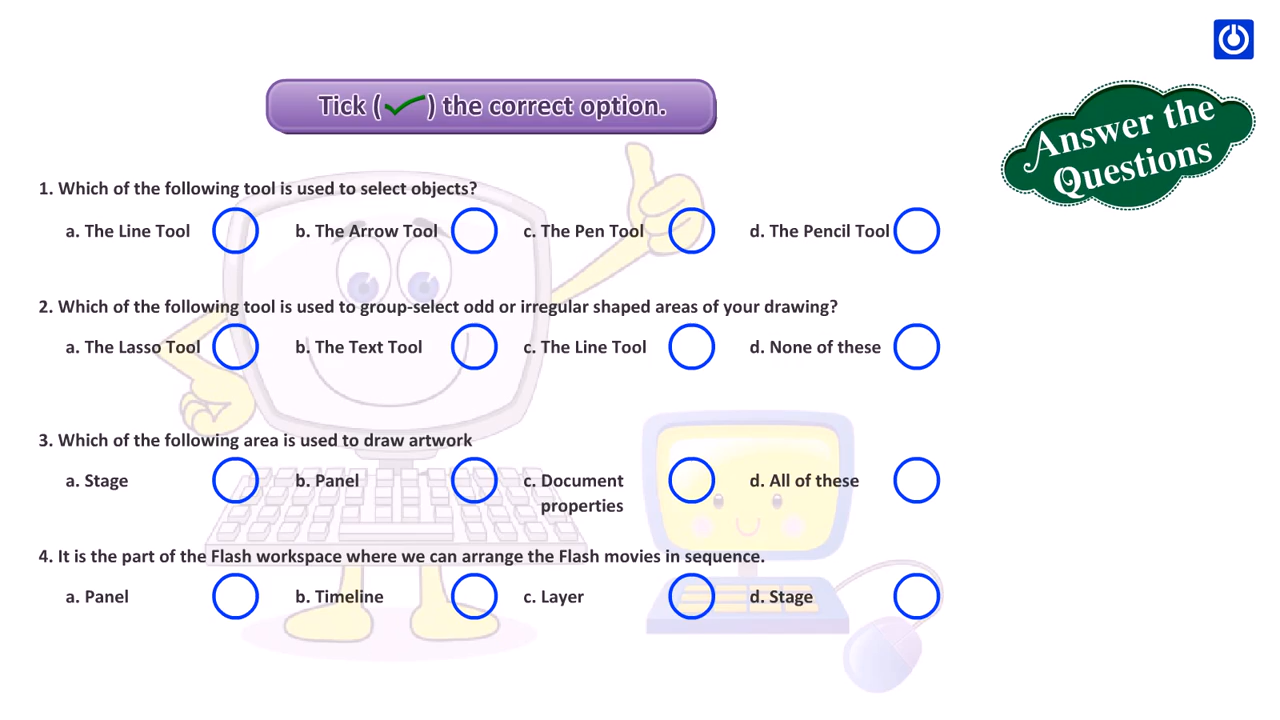 Tick (✓) the correct option.
Answer the
Questions
1. Which of the following tool is used to select objects?
a. The Line Tool b. The Arrow Tool c. The Pen Tool d. The Pencil Tool
2. Which of the following tool is used to group-select odd or irregular shaped areas of your drawing?
a. The Lasso Tool b. The Text Tool c. The Line Tool d. None of these
3. Which of the following area is used to draw artwork
a. Stage b. Panel c. Document d. All of these
properties
4. It is the part of the Flash workspace where we can arrange the Flash movies in sequence.
a. Panel b. Timeline c. Layer d. Stage